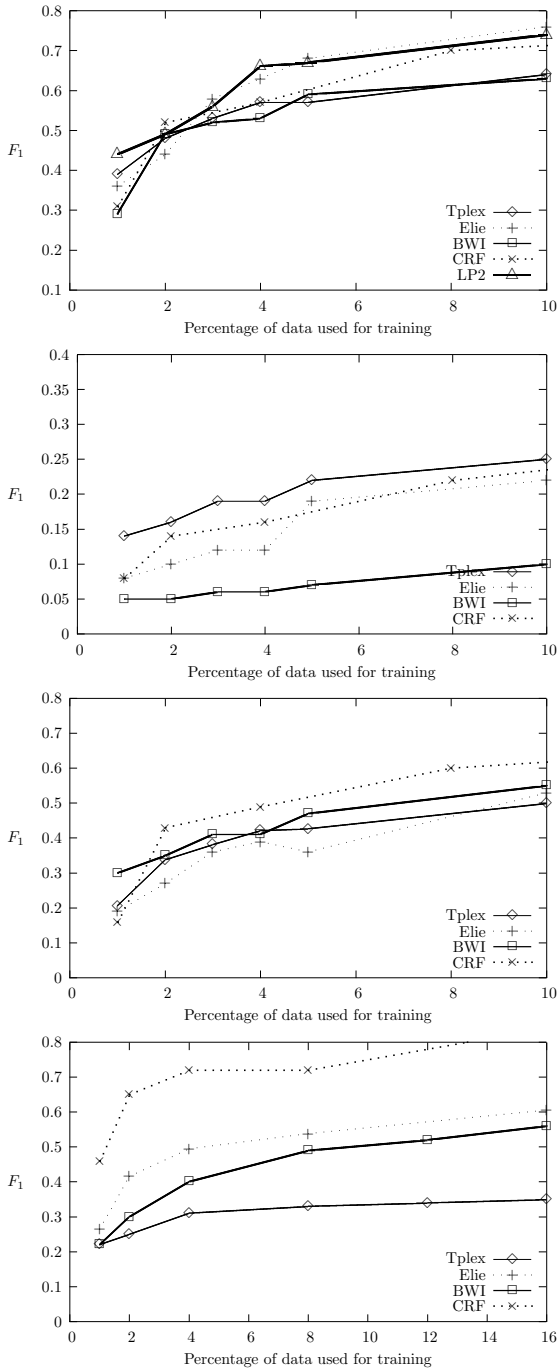 0.8
0.7
0.6
0.5
F1
0.4
0.3
0.2
0.1
Tplex
Elie
BWI
CRF
LP2
0 2 4 6 8 10
Percentage of data used for training
0.4
0.35
0.3
0.25
F1
0.2
0.15
0.1
0.05
0
Tplex
Elie
BWI
CRF
0 2 4 6 8 10
Percentage of data used for training
0.8
0.7
0.6
0.5
F1
0.4
0.3
0.2
0.1
0
Tplex
Elie
BWI
CRF
0 2 4 6 8 10
Percentage of data used for training
0.8
0.7
0.6
0.5
F1
0.4
0.3
0.2
0.1
0
Tplex
Elie
BWI
CRF
0 2 4 6 8 10 12 14 16
Percentage of data used for training